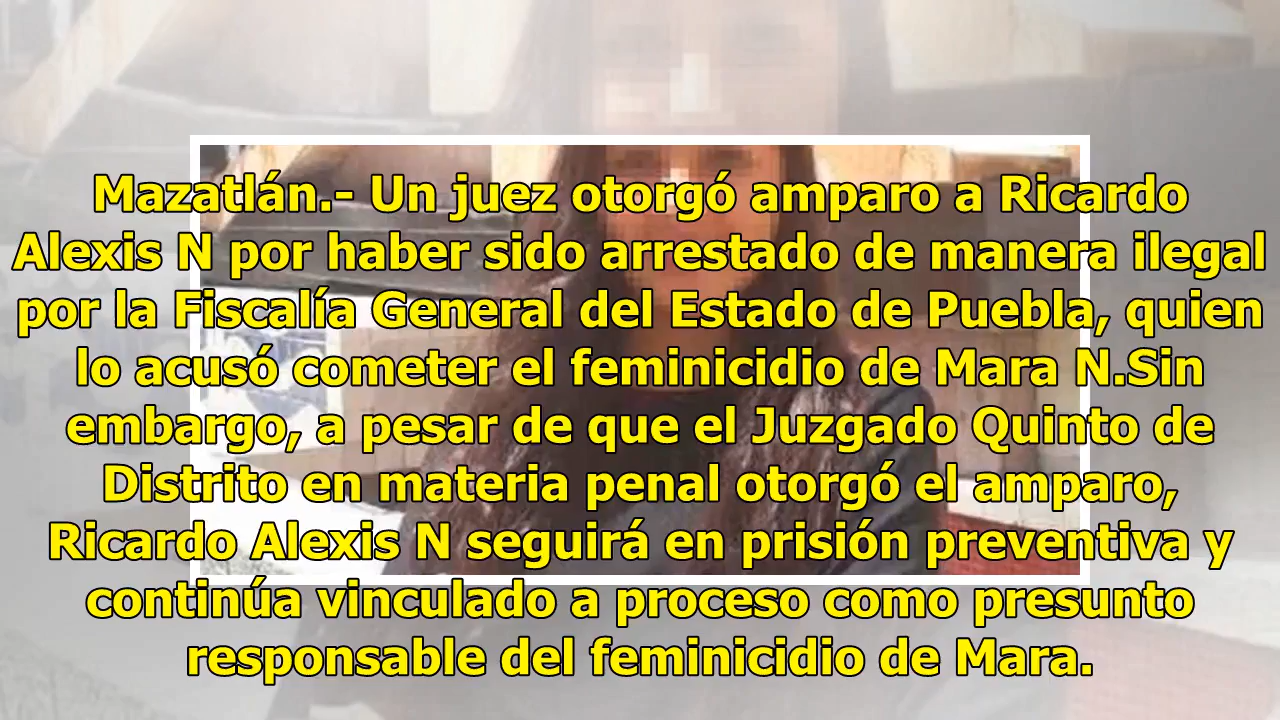 Mazatlán.- Un juez otorgó amparo a Ricardo
Alexis N por haber sido arrestado de manera ilegal
por la Fiscalía General del Estado de Puebla, quien
lo acusó cometer el feminicidio de Mara N.Sin
embargo, a pesar de que el Juzgado Quinto de
Distrito en materia penal otorgó el amparo,
Ricardo Alexis N seguirá en prisión preventiva y
continúa vinculado a proceso como presunto
responsable del feminicidio de Mara.